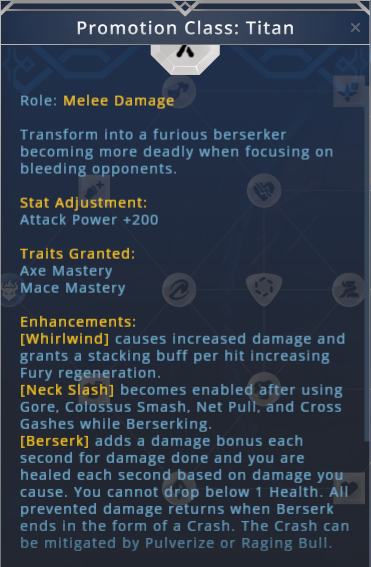 Promotion Class: Titan
Role: Melee Damage
Transform into a furious berserker
becoming more deadly when focusing on
bleeding opponents.
Stat Adjustment:
Attack Power +200
Traits Granted:
Axe Mastery
Mace Mastery
Enhancements:
[Whirlwind] causes increased damage and
grants a stacking buff per hit increasing
Fury regeneration.
[Neck Slash] becomes enabled after using
Gore, Colossus Smash, Net Pull, and Cross
Gashes while Berserking.
[Berserk] adds a damage bonus each
second for damage done and you are
healed each second based on damage you
cause. You cannot drop below 1 Health. All
prevented damage returns when Berserk
ends in the form of a Crash. The Crash can
be mitigated by Pulverize or Raging Bull.